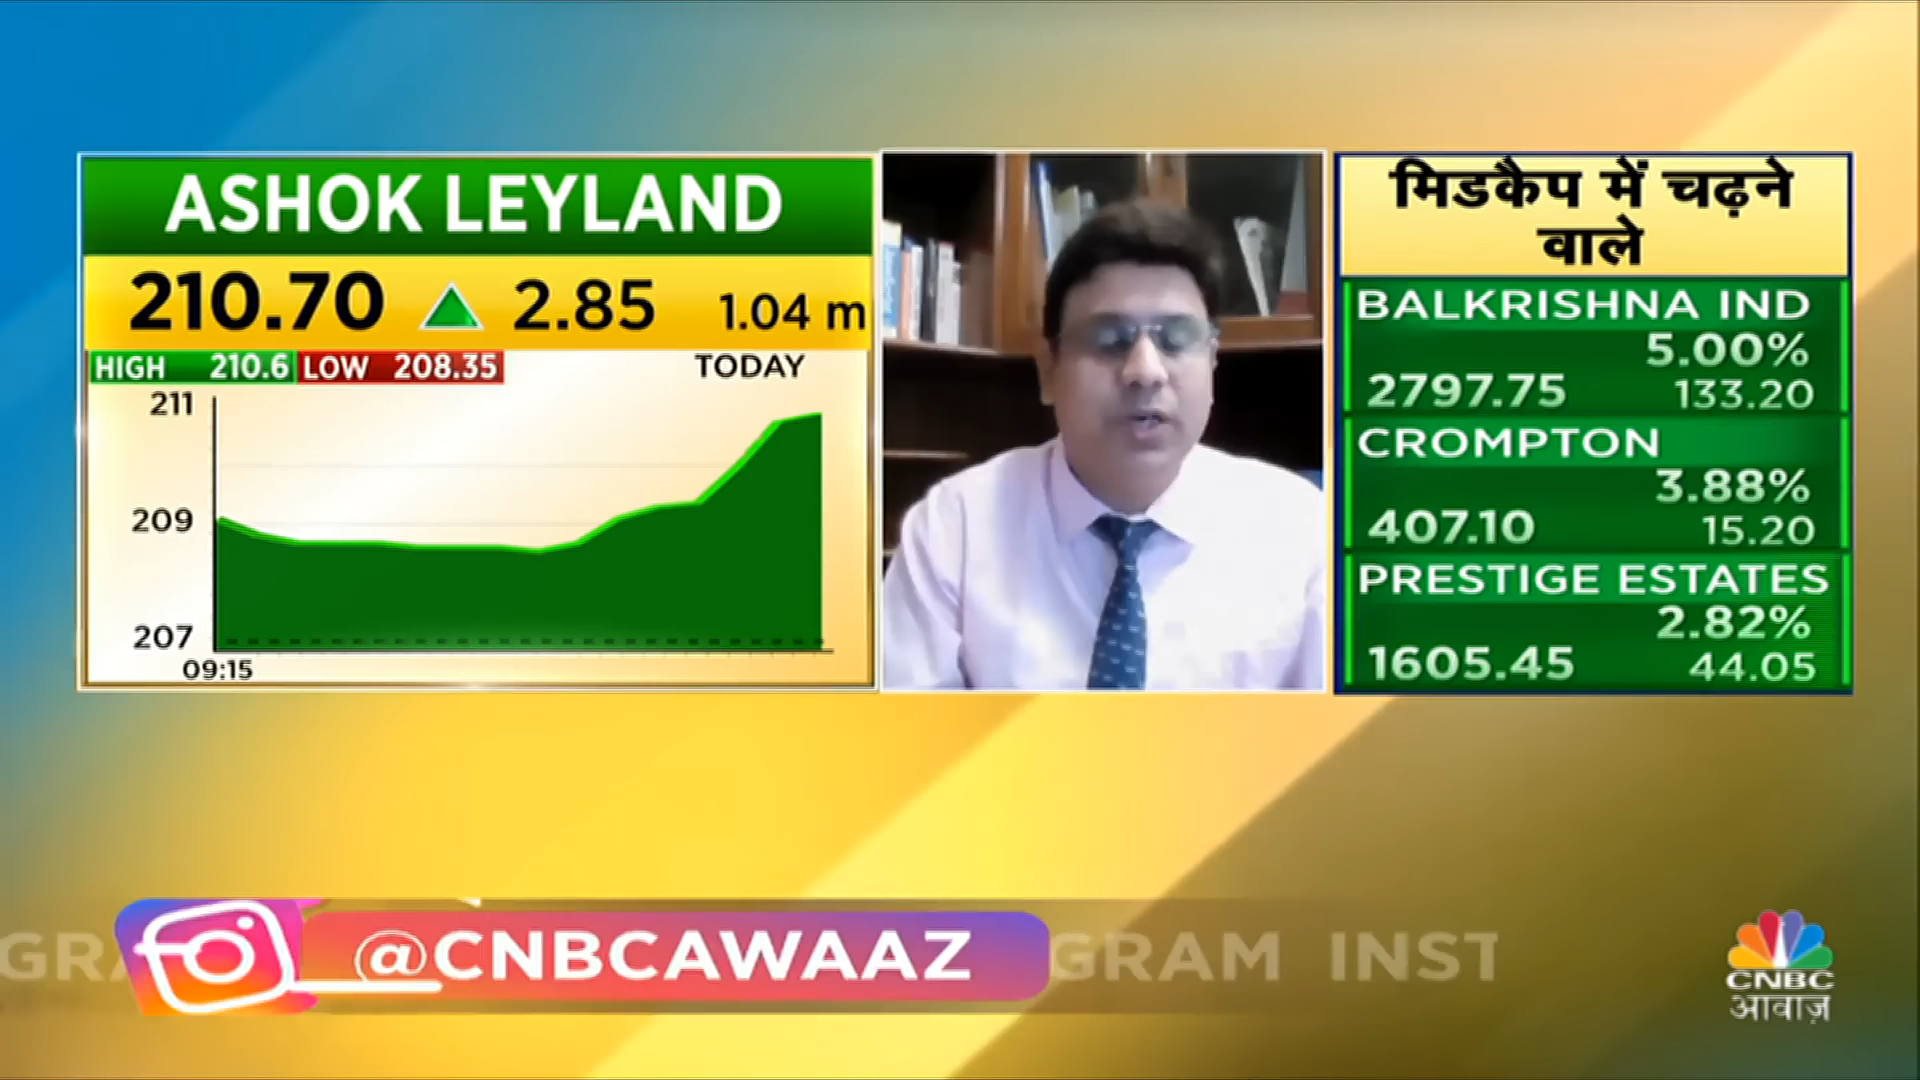 ASHOK LEYLAND
210.70 2.85 1.04 m
HIGH 210.6 LOW 208.35 TODAY
211
209
207
09:15
मिडकैप में चढ़ने
वाले
BALKRISHNA IND
5.00%
2797.75 133.20
CROMPTON
3.88%
407.10 15.20
PRESTIGE ESTATES
2.82%
1605.45 44.05
GRA @CNBCAWAAZ GRAM INST
CNBC
आवाज़